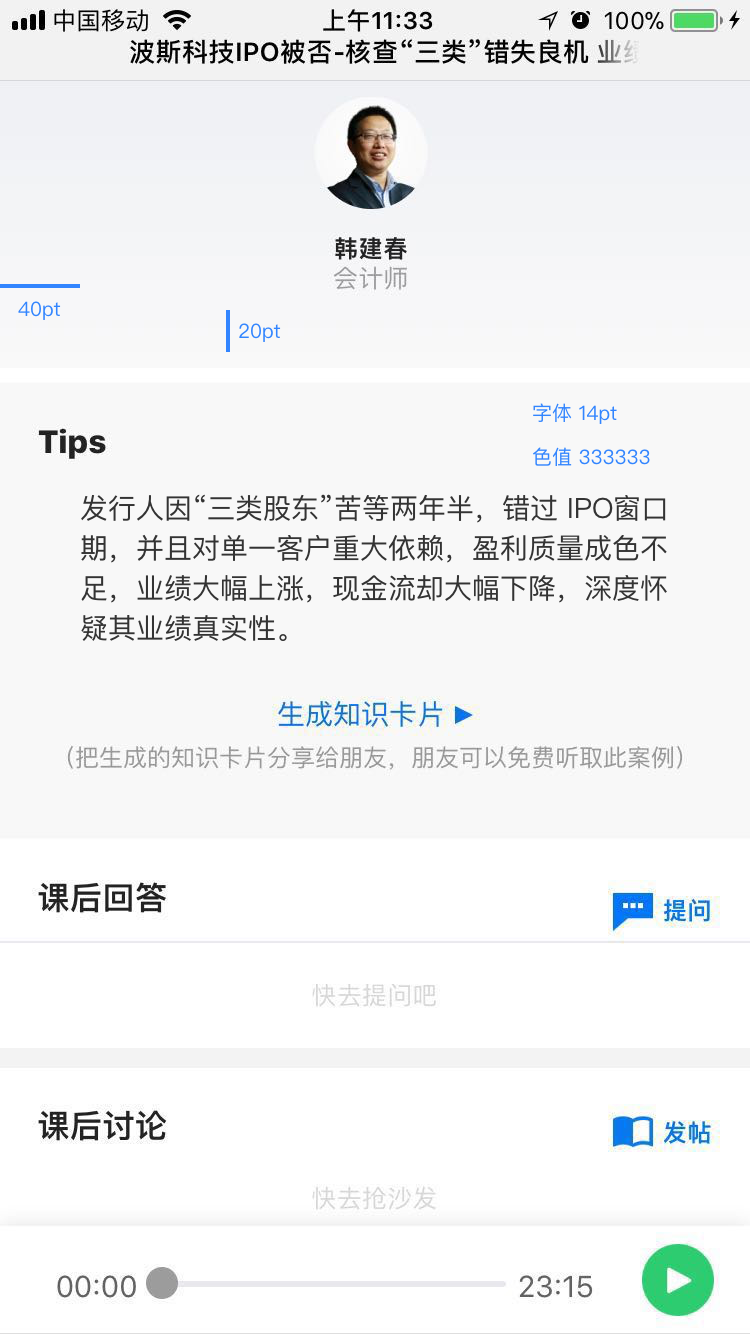 中国移动 上午11:33 100%
波斯科技IPO被否-核查“三类”错失良机 业绩
韩建春
会计师
40pt
20pt
字体 14pt
Tips
色值 333333
发行人因“三类股东”苦等两年半，错过 IPO窗口
期，并且对单一客户重大依赖，盈利质量成色不
足，业绩大幅上涨，现金流却大幅下降，深度怀
疑其业绩真实性。
生成知识卡片
（把生成的知识卡片分享给朋友，朋友可以免费听取此案例）
课后回答
提问
快去提问吧
课后讨论
发帖
快去抢沙发
00:00 23:15